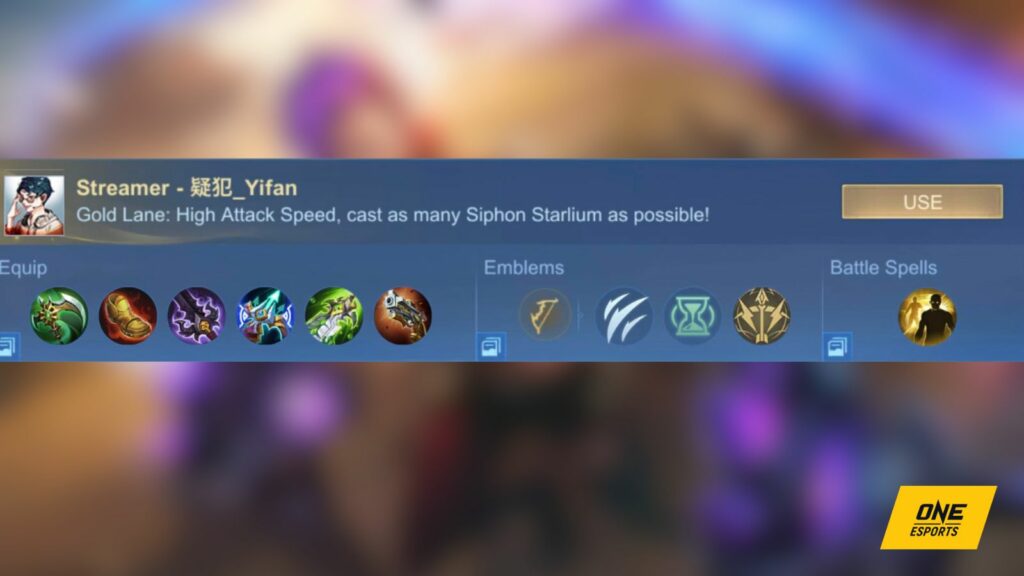 Streamer - 疑犯_Yifan
Gold Lane: High Attack Speed, cast as many Siphon Starlium as possible!
USE
Equip
Emblems
Battle Spells
ONE
ESPORTS